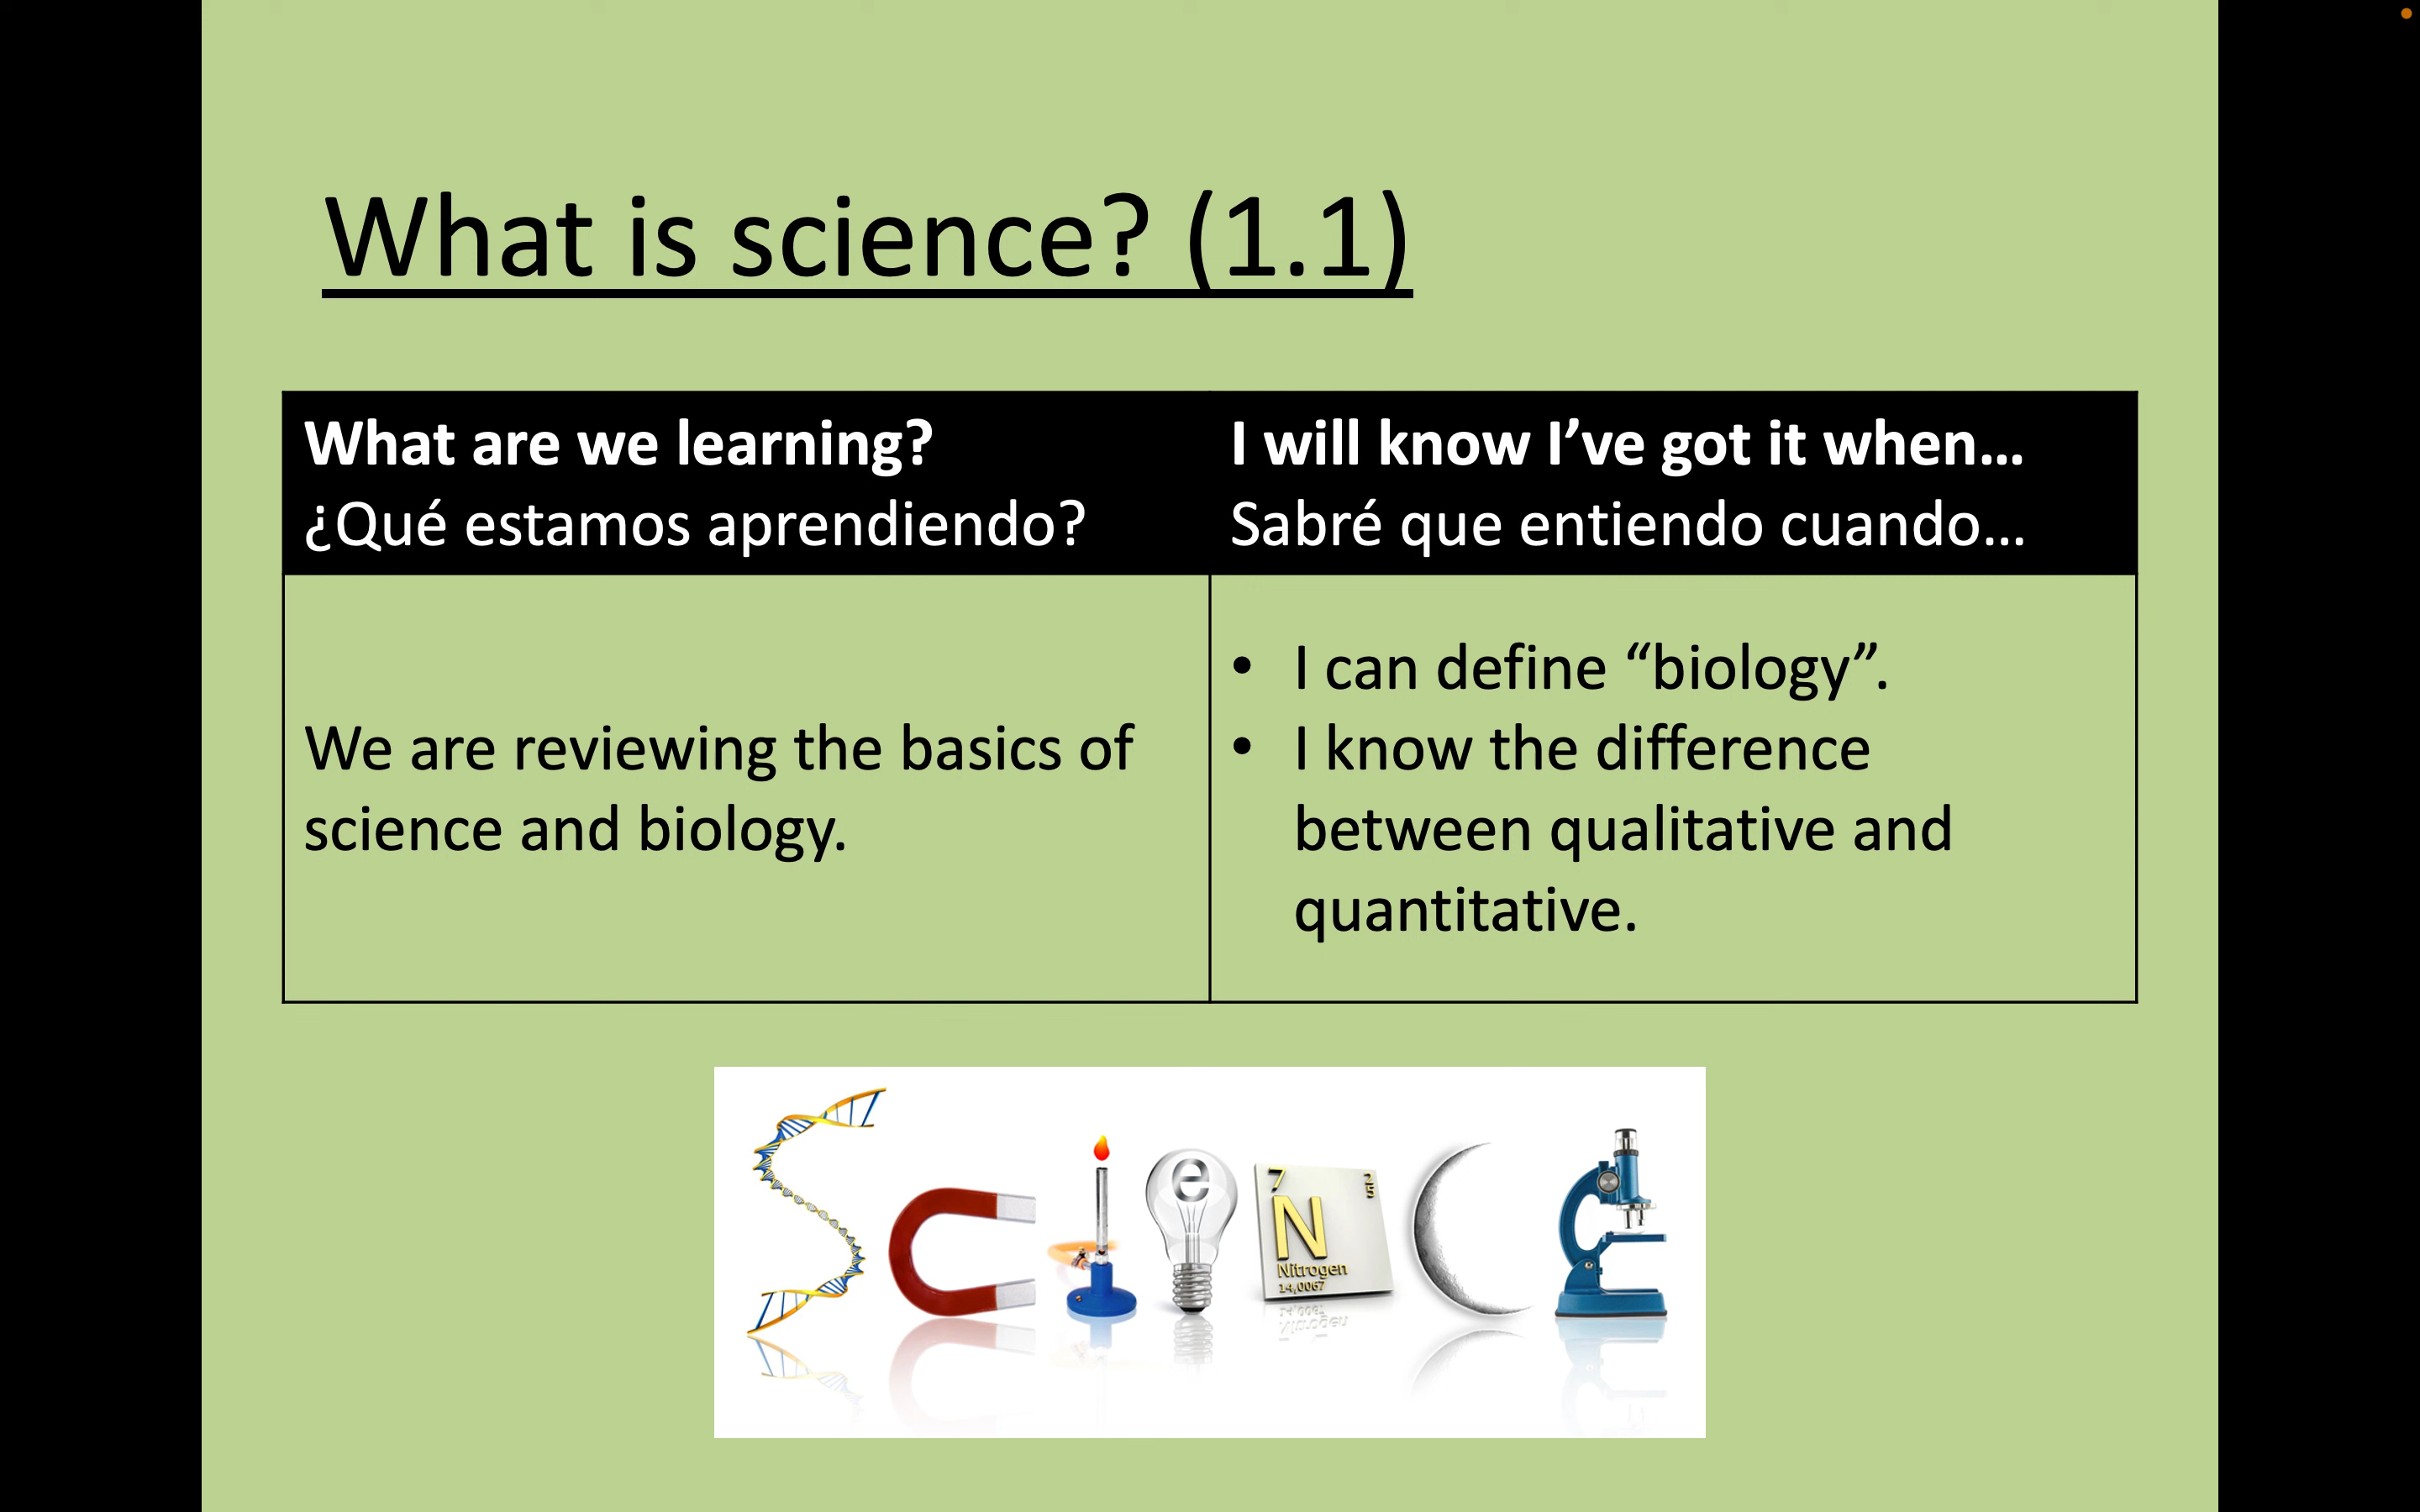 What is science? (1.1)
What are we learning?
¿Qué estamos aprendiendo?
I will know I’ve got it when…
Sabré que entiendo cuando…
We are reviewing the basics of
science and biology.
• I can define “biology”.
• I know the difference
between qualitative and
quantitative.
e
7
2
5
N
Nitrogen
14,0067